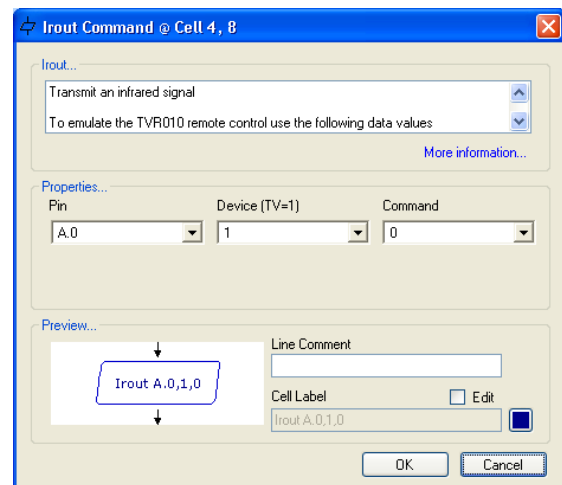 Irout Command @ Cell 4, 8
Irout...
Transmit an infrared signal
To emulate the TVR010 remote control use the following data values
More information...
Properties...
Pin Device (TV=1) Command
A.0 1 0
Preview...
Irout A.0,1,0
Line Comment
Cell Label Edit
Irout A.0,1,0
OK Cancel